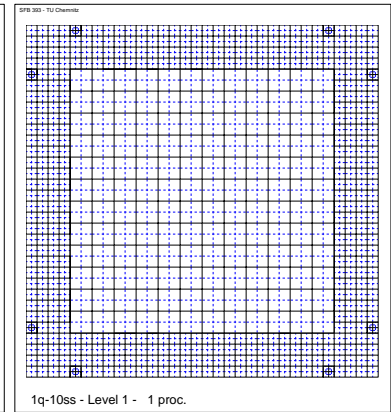 SFB 393 - TU Chemnitz
1q-10ss - Level 1 - 1 proc.